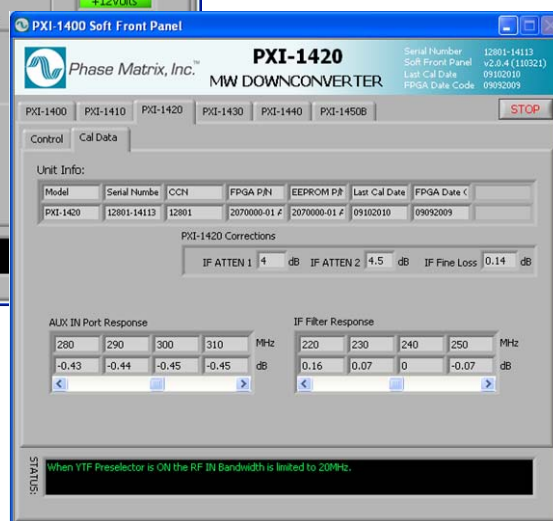 +12Volts
PXI-1400 Soft Front Panel
Phase Matrix, Inc.™
PXI-1420
MW DOWNCONVERTER
Serial Number 12801-14113
Soft Front Panel v2.0.4 (110321)
Last Cal Date 09102010
FPGA Date Code 09092009
PXI-1400 PXI-1410 PXI-1420 PXI-1430 PXI-1440 PXI-1450B STOP
Control Cal Data
Unit Info:
Model Serial Numbe CCN FPGA P/N EEPROM P/N Last Cal Date FPGA Date C
PXI-1420 12801-14113 12801 2070000-01 2070000-01 09102010 09092009
PXI-1420 Corrections
IF ATTEN 1 4 dB IF ATTEN 2 4.5 dB IF Fine Loss 0.14 dB
AUX IN Port Response
280 290 300 310 MHz
-0.43 -0.44 -0.45 -0.45 dB
IF Filter Response
220 230 240 250 MHz
0.16 0.07 0 -0.07 dB
STATUS:
When YTF Preselector is ON the RF IN Bandwidth is limited to 20MHz.